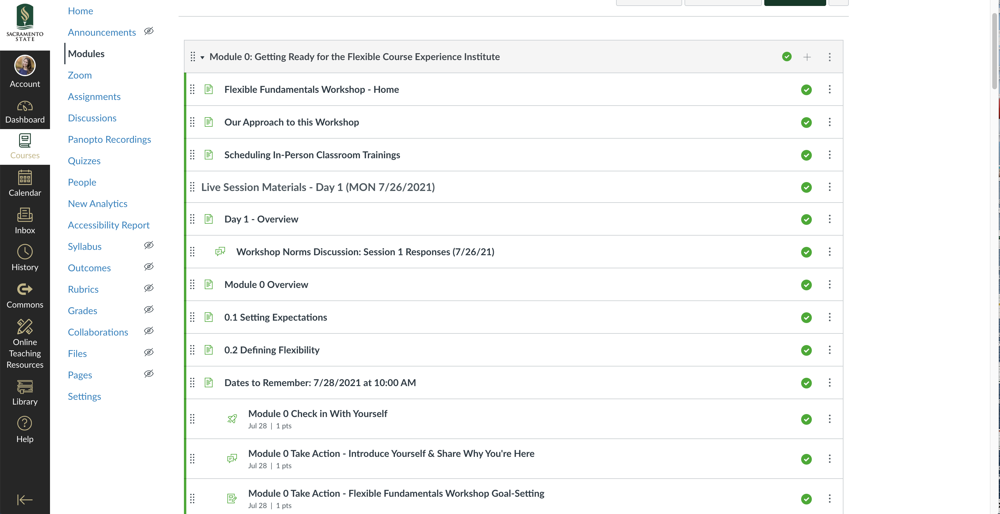 SACRAMENTO
STATE
Account
Dashboard
Courses
Calendar
Inbox
History
Commons
Online
Teaching
Resources
Library
Help
Home
Announcements
Modules
Zoom
Assignments
Discussions
Panopto Recordings
Quizzes
People
New Analytics
Accessibility Report
Syllabus
Outcomes
Rubrics
Grades
Collaborations
Files
Pages
Settings
Module 0: Getting Ready for the Flexible Course Experience Institute
Flexible Fundamentals Workshop - Home
Our Approach to this Workshop
Scheduling In-Person Classroom Trainings
Live Session Materials - Day 1 (MON 7/26/2021)
Day 1 - Overview
Workshop Norms Discussion: Session 1 Responses (7/26/21)
Module 0 Overview
0.1 Setting Expectations
0.2 Defining Flexibility
Dates to Remember: 7/28/2021 at 10:00 AM
Module 0 Check in With Yourself
Jul 28 | 1 pts
Module 0 Take Action - Introduce Yourself & Share Why You're Here
Jul 28 | 1 pts
Module 0 Take Action - Flexible Fundamentals Workshop Goal-Setting
Jul 28 | 1 pts